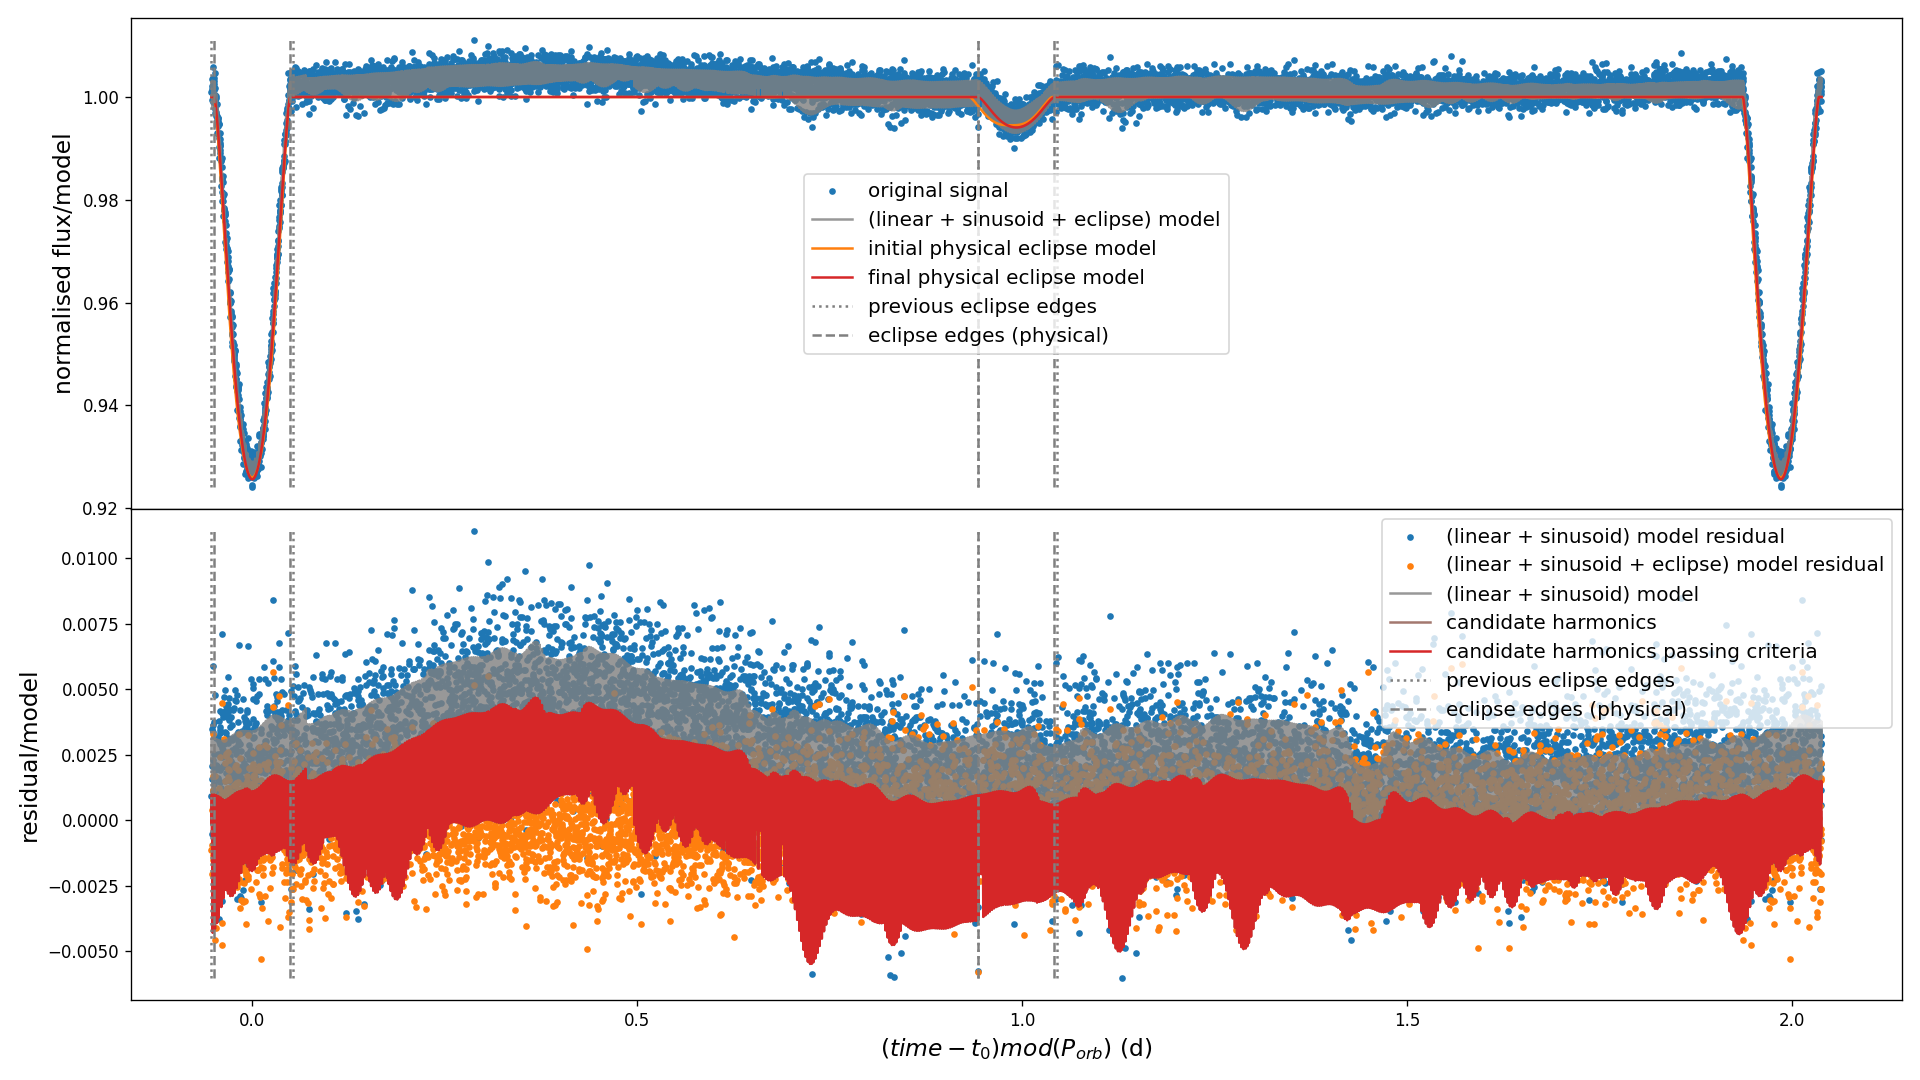 normalised flux/model
1.00
0.98
0.96
0.94
0.92
original signal
(linear + sinusoid + eclipse) model
initial physical eclipse model
final physical eclipse model
previous eclipse edges
eclipse edges (physical)
residual/model
0.0100
0.0075
0.0050
0.0025
0.0000
−0.0025
−0.0050
(linear + sinusoid) model residual
(linear + sinusoid + eclipse) model residual
(linear + sinusoid) model
candidate harmonics
candidate harmonics passing criteria
previous eclipse edges
eclipse edges (physical)
0.0 0.5 1.0 1.5 2.0
(time − t₀)mod(P_orb) (d)